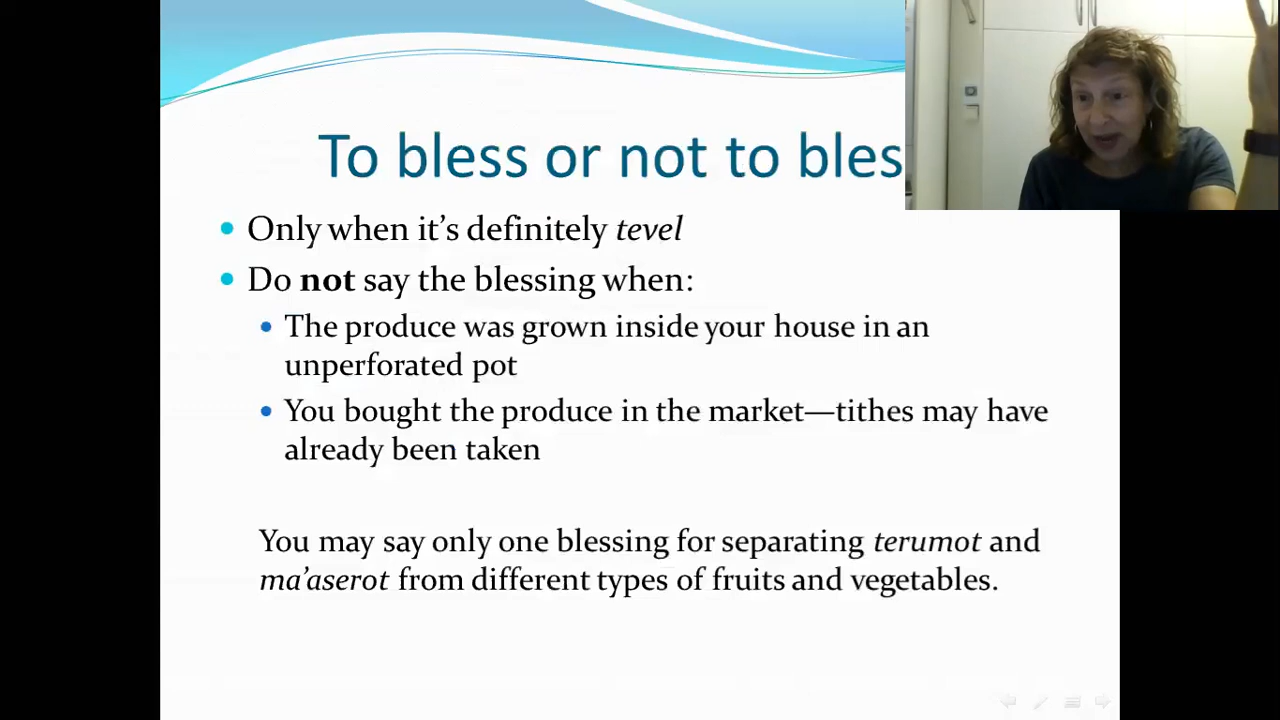 To bless or not to bles
• Only when it’s definitely tevel
• Do not say the blessing when:
• The produce was grown inside your house in an
unperforated pot
• You bought the produce in the market—tithes may have
already been taken
You may say only one blessing for separating terumot and
ma’aserot from different types of fruits and vegetables.